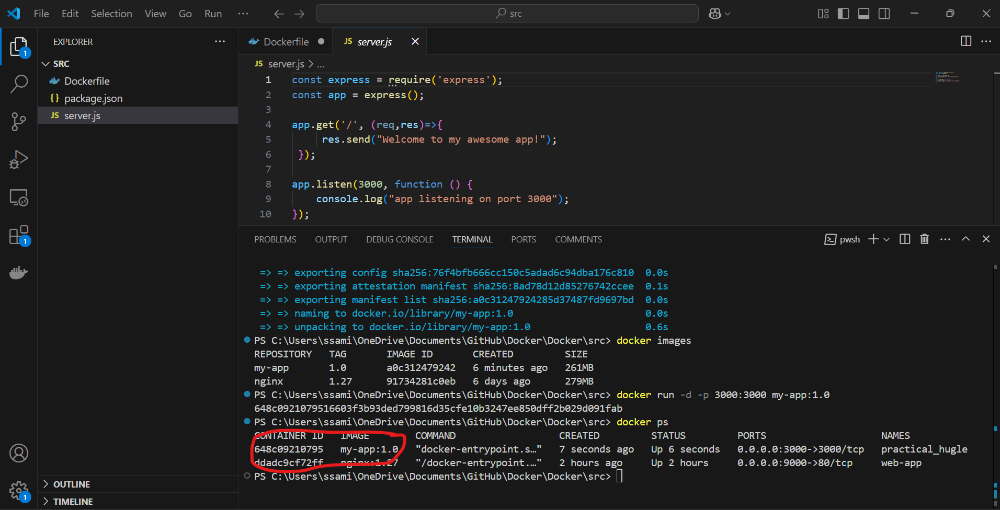 File Edit Selection View Go Run ··· src
EXPLORER ···
SRC
Dockerfile
{} package.json
JS server.js
Dockerfile JS server.js
JS server.js > ...
1 const express = require('express');
2 const app = express();
3
4 app.get('/', (req,res)=>{
5 res.send("Welcome to my awesome app!");
6 });
7
8 app.listen(3000, function () {
9 console.log("app listening on port 3000");
10 });
PROBLEMS OUTPUT DEBUG CONSOLE TERMINAL PORTS COMMENTS pwsh
=> => exporting config sha256:76f4bfb666cc150c5adad6c94dba176c810 0.0s
=> => exporting attestation manifest sha256:8ad78d12d85276742ccee 0.1s
=> => exporting manifest list sha256:a0c31247924285d37487fd9697bd 0.0s
=> => naming to docker.io/library/my-app:1.0 0.0s
=> => unpacking to docker.io/library/my-app:1.0 0.6s
PS C:\Users\ssami\OneDrive\Documents\GitHub\Docker\Docker\src> docker images
REPOSITORY TAG IMAGE ID CREATED SIZE
my-app 1.0 a0c312479242 6 minutes ago 261MB
nginx 1.27 91734281c0eb 6 days ago 279MB
PS C:\Users\ssami\OneDrive\Documents\GitHub\Docker\Docker\src> docker run -d -p 3000:3000 my-app:1.0
648c0921079516603f3b93ded799816d35cfe10b3247ee850dff2b029d091fab
PS C:\Users\ssami\OneDrive\Documents\GitHub\Docker\Docker\src> docker ps
CONTAINER ID IMAGE COMMAND CREATED STATUS PORTS NAMES
648c09210795 my-app:1.0 "docker-entrypoint.s…" 7 seconds ago Up 6 seconds 0.0.0.0:3000->3000/tcp practical_hugle
ddadc9cf72ff nginx:1.27 "/docker-entrypoint.…" 2 hours ago Up 2 hours 0.0.0.0:9000->80/tcp web-app
PS C:\Users\ssami\OneDrive\Documents\GitHub\Docker\Docker\src>
OUTLINE
TIMELINE
1
1
1